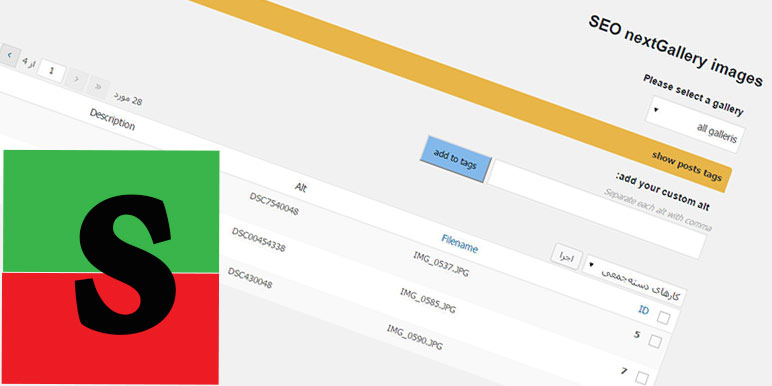 SEO nextGallery images
Please select a gallery
all galleris
show posts tags
:add your custom alt
Separate each alt with comma
add to tags
کارهای دسته‌جمعی
اجرا
28 مورد
« › 1 از 4 ‹
ID
Filename
Alt
Description
5
IMG_0537.JPG
DSC7540048
7
IMG_0585.JPG
DSC00454338
IMG_0590.JPG
DSC430048
S